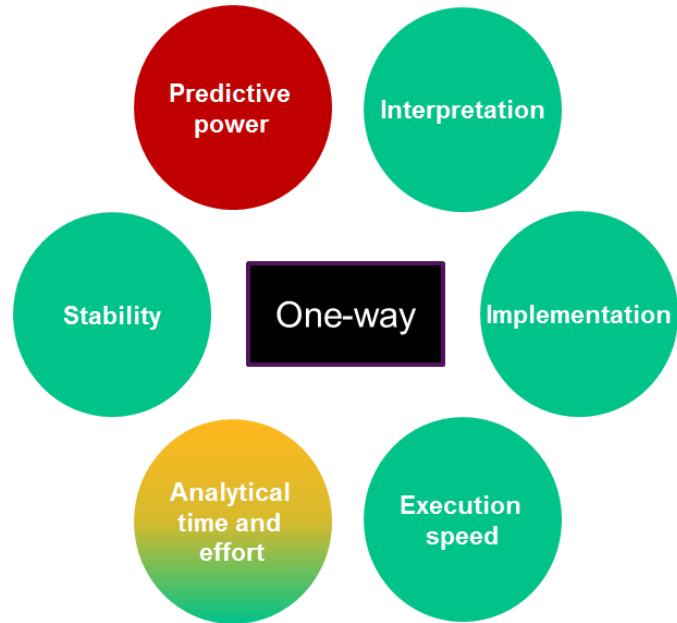 Predictive
power
Interpretation
Stability
One-way
Implementation
Analytical
time and
effort
Execution
speed